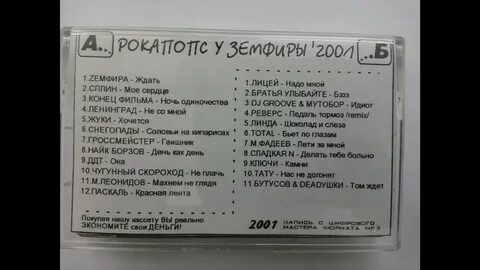 А.. РОКАПОПС У ЗЕМФИРЫ '2001 ..Б
1.ZЕМФИРА - Ждать
2.СПЛИН - Мое сердце
3.КОНЕЦ ФИЛЬМА - Ночь одиночества
4.ЛЕНИНГРАД - Не со мной
5.ЖУКИ - Хочется
6.СНЕГОПАДЫ - Соловьи на кипарисах
7.ГРОССМЕЙСТЕР - Гаишник
8.НАЙК БОРЗОВ - День как день
9.ДДТ - Она
10.ЧУГУННЫЙ СКОРОХОД - Не плачь
11.М.ЛЕОНИДОВ - Махнем не глядя
12.ПАСКАЛЬ - Красная лента
Покупая нашу кассету ВЫ реально
ЭКОНОМИТЕ свои ДЕНЬГИ!
1.ЛИЦЕЙ - Надо мной
2.БРАТЬЯ УЛЫБАЙТЕ - Бззз
3.DJ GROOVE & МУТОБОР - Идиот
4.РЕВЕРС - Педаль тормоз /remix/
5.ЛИНДА - Шоколад и слеза
6.TOTAL - Бьет по глазам
7.М.ФАДЕЕВ - Лети за мной
8.СЛАДКАЯ N - Делать тебе больно
9.КЛЮЧИ - Камни
10.ТАТУ - Нас не догонят
11.БУТУСОВ & DEADУШКИ - Том ждет
2001 ЗАПИСЬ С ЦИФРОВОГО
МАСТЕРА ФОРМАТА МР3